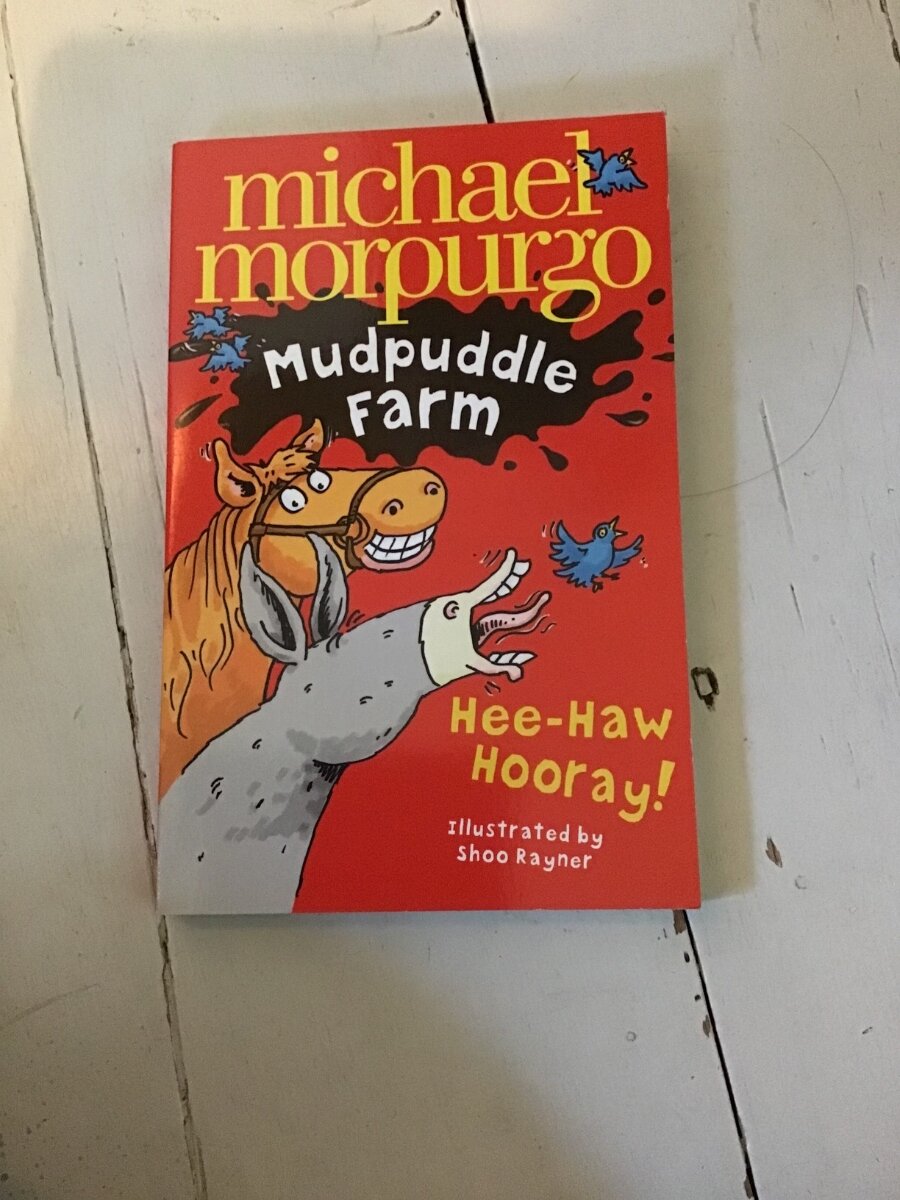 michael
morpurgo
Mudpuddle
Farm
Hee-Haw
Hooray!
Illustrated by
Shoo Rayner